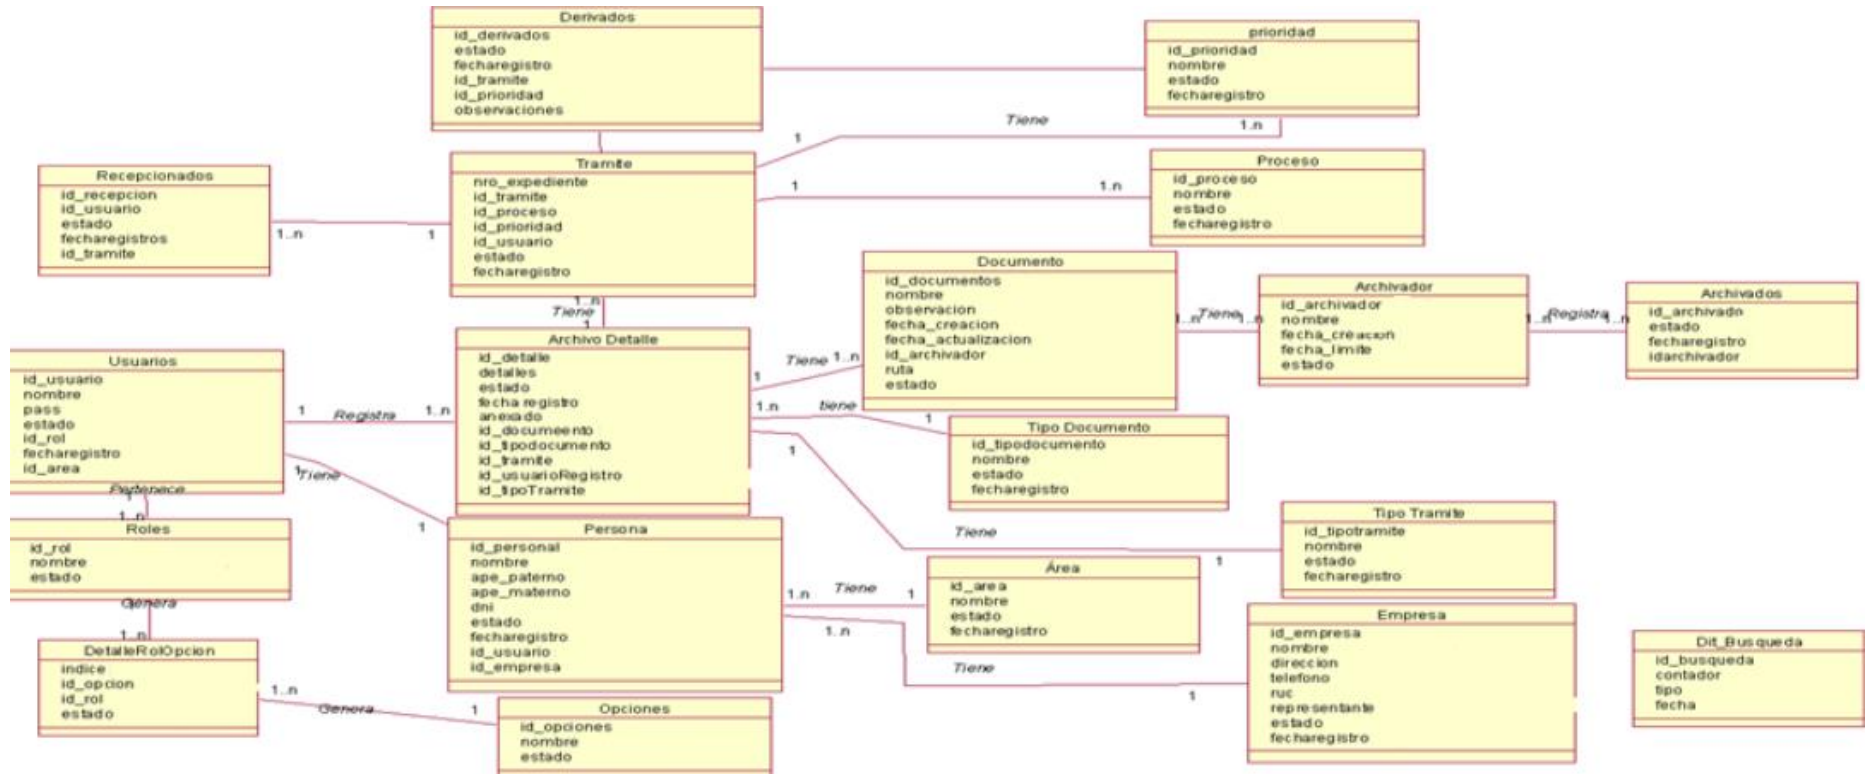 Derivados
id_derivados
estado
fecharegistro
id_tramite
id_prioridad
observaciones
prioridad
id_prioridad
nombre
estado
fecharegistro
Tiene
1
1..n
Recepcionados
id_recepcion
id_usuario
estado
fecharegistros
id_tramite
1..n
1
Tramite
nro_expediente
id_tramite
id_proceso
id_prioridad
id_usuario
estado
fecharegistro
1
1..n
Proceso
id_proceso
nombre
estado
fecharegistro
1..n
Tiene
1
Documento
id_documentos
nombre
observacion
fecha_creacion
fecha_actualizacion
id_archivador
ruta
estado
1..n
Tiene
1..n
Archivador
id_archivador
nombre
fecha_creacion
fecha_limite
estado
1..n
Registra
1..n
Archivados
id_archivado
estado
fecharegistro
idarchivador
Usuarios
id_usuario
nombre
pass
estado
id_rol
fecharegistro
id_area
1
Registra
1..n
Archivo Detalle
id_detalle
detalles
estado
fecha registro
anexado
id_documeento
id_tipodocumento
id_tramite
id_usuarioRegistro
id_tipoTramite
1
Tiene
1..n
1..n
tiene
1
Tipo Documento
id_tipodocumento
nombre
estado
fecharegistro
1
Tiene
1
Tipo Tramite
id_tipotramite
nombre
estado
fecharegistro
1
Tiene
1
Pertenece
1
1..n
Roles
id_rol
nombre
estado
Genera
1
1..n
Persona
id_personal
nombre
ape_paterno
ape_materno
dni
estado
fecharegistro
id_usuario
id_empresa
1..n
Tiene
1
Área
id_area
nombre
estado
fecharegistro
1..n
Tiene
1
Empresa
id_empresa
nombre
direccion
telefono
ruc
representante
estado
fecharegistro
Dit_Busqueda
id_busqueda
contador
tipo
fecha
DetalleRolOpcion
indice
id_opcion
id_rol
estado
1..n
Genera
1
Opciones
id_opciones
nombre
estado